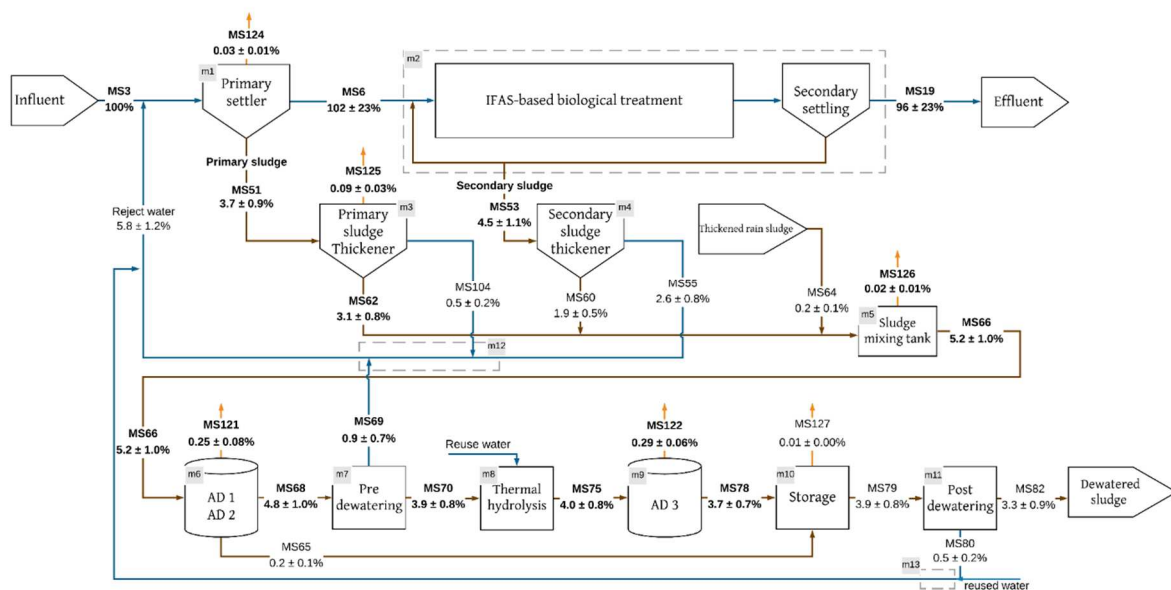 MS124
0.03 ± 0.01%
m1
m2
Influent
MS3
100%
Primary
settler
MS6
102 ± 23%
IFAS-based biological treatment
Secondary
settling
MS19
96 ± 23%
Effluent
Primary sludge
MS51
3.7 ± 0.9%
MS125
0.09 ± 0.03%
Secondary sludge
MS53
4.5 ± 1.1%
Reject water
5.8 ± 1.2%
m3
Primary
sludge
Thickener
m4
Secondary
sludge
thickener
Thickened rain sludge
MS126
0.02 ± 0.01%
MS62
3.1 ± 0.8%
MS104
0.5 ± 0.2%
MS60
1.9 ± 0.5%
MS55
2.6 ± 0.8%
MS64
0.2 ± 0.1%
m5
Sludge
mixing tank
MS66
5.2 ± 1.0%
m12
MS66
5.2 ± 1.0%
MS121
0.25 ± 0.08%
MS69
0.9 ± 0.7%
Reuse water
MS122
0.29 ± 0.06%
MS127
0.01 ± 0.00%
m6
AD 1
AD 2
MS68
4.8 ± 1.0%
m7
Pre
dewatering
MS70
3.9 ± 0.8%
m8
Thermal
hydrolysis
MS75
4.0 ± 0.8%
m9
AD 3
MS78
3.7 ± 0.7%
m10
Storage
MS79
3.9 ± 0.8%
m11
Post
dewatering
MS82
3.3 ± 0.9%
Dewatered
sludge
MS65
0.2 ± 0.1%
MS80
0.5 ± 0.2%
m13
reused water